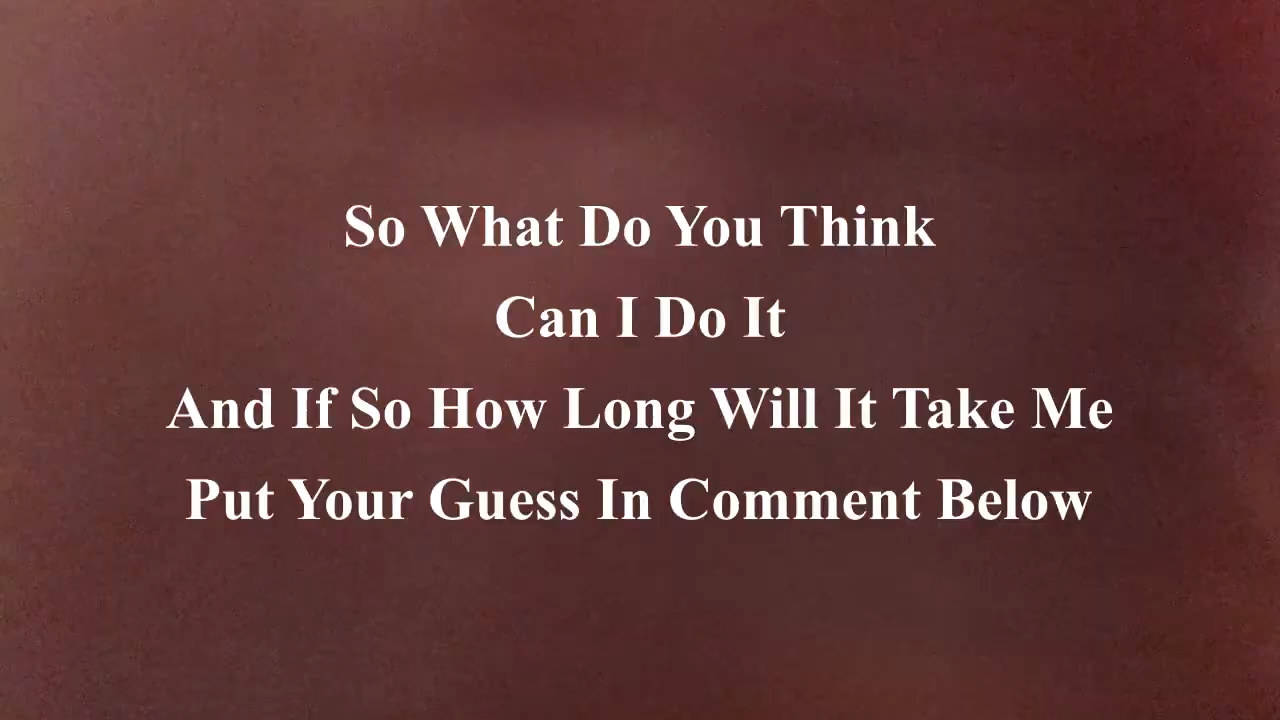 So What Do You Think
Can I Do It
And If So How Long Will It Take Me
Put Your Guess In Comment Below